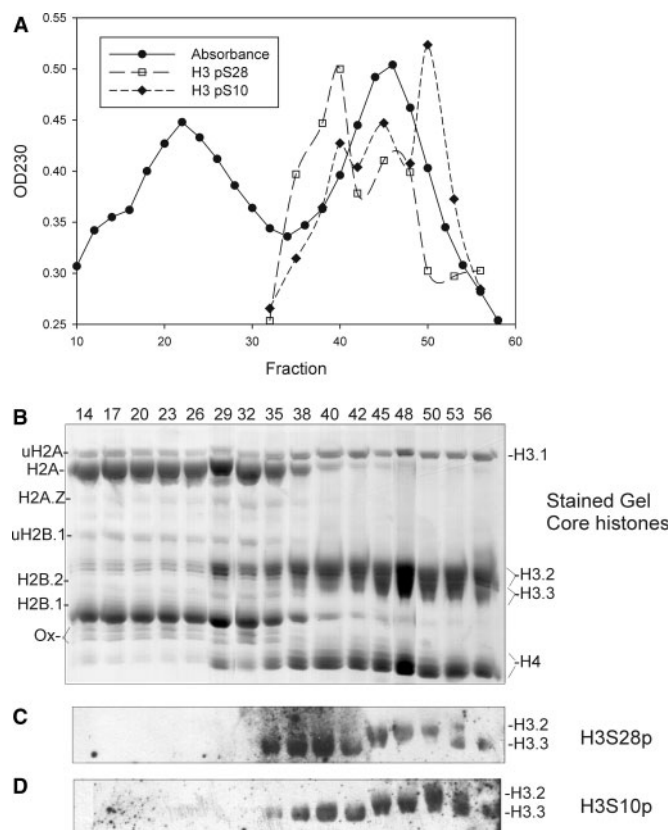 A
0.55
0.50
0.45
0.40
0.35
0.30
0.25
OD230
Absorbance
H3 pS28
H3 pS10
10 20 30 40 50 60
Fraction
B
14 17 20 23 26 29 32 35 38 40 42 45 48 50 53 56
uH2A-
H2A-
H2A.Z
uH2B.1
H2B.2
H2B.1
Ox-
-H3.1
Stained Gel
Core histones
-H3.2
-H3.3
-H4
C
-H3.2
-H3.3
H3S28p
D
-H3.2
-H3.3
H3S10p